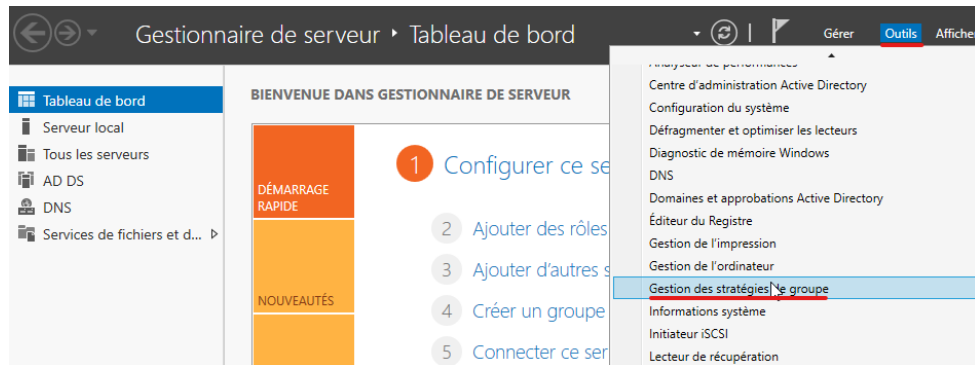 Gestionnaire de serveur ‣ Tableau de bord
Gérer
Outils
Affiche
Tableau de bord
Serveur local
Tous les serveurs
AD DS
DNS
Services de fichiers et d...
BIENVENUE DANS GESTIONNAIRE DE SERVEUR
DÉMARRAGE
RAPIDE
NOUVEAUTÉS
1 Configurer ce se
2 Ajouter des rôles
3 Ajouter d'autres s
4 Créer un groupe
5 Connecter ce ser
Analyseur de performances
Centre d'administration Active Directory
Configuration du système
Défragmenter et optimiser les lecteurs
Diagnostic de mémoire Windows
DNS
Domaines et approbations Active Directory
Éditeur du Registre
Gestion de l'impression
Gestion de l'ordinateur
Gestion des stratégies de groupe
Informations système
Initiateur iSCSI
Lecteur de récupération